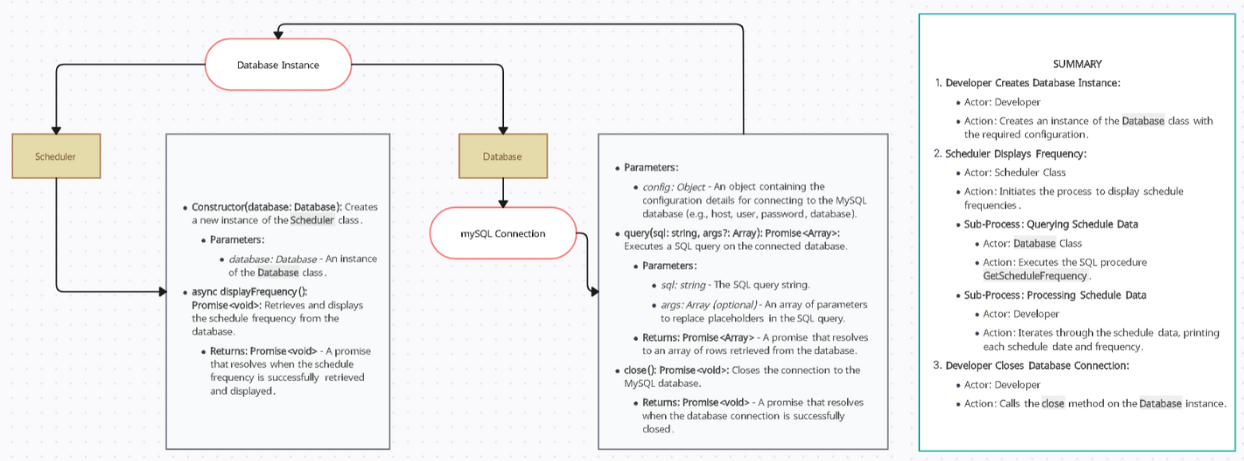 Database Instance
Scheduler
• Constructor(database: Database): Creates
a new instance of the Scheduler class.
• Parameters:
• database: Database - An instance
of the Database class.
• async displayFrequency():
Promise<void>: Retrieves and displays
the schedule frequency from the
database.
• Returns: Promise<void> - A promise
that resolves when the schedule
frequency is successfully retrieved
and displayed.
Database
mySQL Connection
• Parameters:
• config: Object - An object containing the
configuration details for connecting to the MySQL
database (e.g., host, user, password, database).
• query(sql: string, args?: Array): Promise<Array>:
Executes a SQL query on the connected database.
• Parameters:
• sql: string - The SQL query string.
• args: Array (optional) - An array of parameters
to replace placeholders in the SQL query.
• Returns: Promise<Array> - A promise that resolves
to an array of rows retrieved from the database.
• close(): Promise<void>: Closes the connection to the
MySQL database.
• Returns: Promise<void> - A promise that resolves
when the database connection is successfully
closed.
SUMMARY
1. Developer Creates Database Instance:
• Actor: Developer
• Action: Creates an instance of the Database class with
the required configuration.
2. Scheduler Displays Frequency:
• Actor: Scheduler Class
• Action: Initiates the process to display schedule
frequencies.
• Sub-Process: Querying Schedule Data
• Actor: Database Class
• Action: Executes the SQL procedure
GetScheduleFrequency.
• Sub-Process: Processing Schedule Data
• Actor: Developer
• Action: Iterates through the schedule data, printing
each schedule date and frequency.
3. Developer Closes Database Connection:
• Actor: Developer
• Action: Calls the close method on the Database instance.